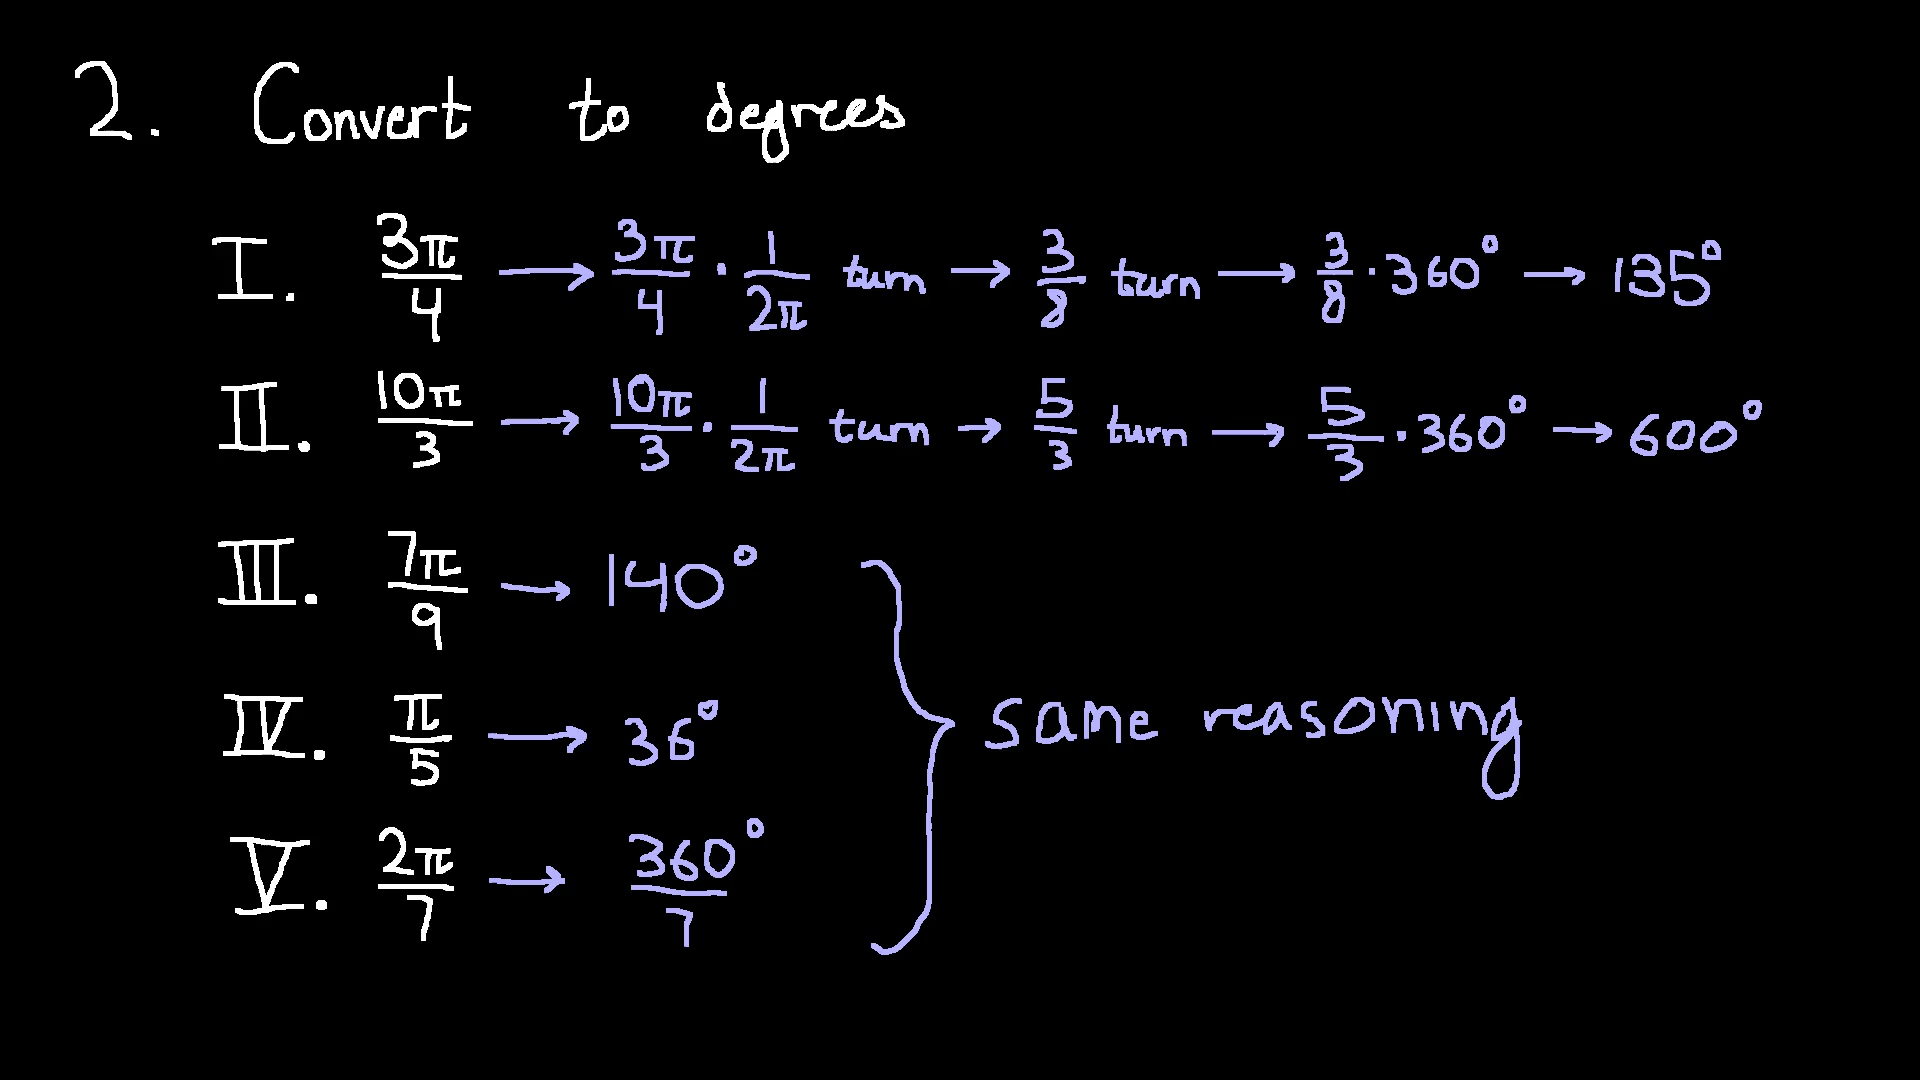 2. Convert to degrees
I. 3π/4 → 3π/4 · 1/2π turn → 3/8 turn → 3/8 · 360° → 135°
II. 10π/3 → 10π/3 · 1/2π turn → 5/3 turn → 5/3 · 360° → 600°
III. 7π/9 → 140°
IV. π/5 → 36°
same reasoning
V. 2π/7 → 360°/7